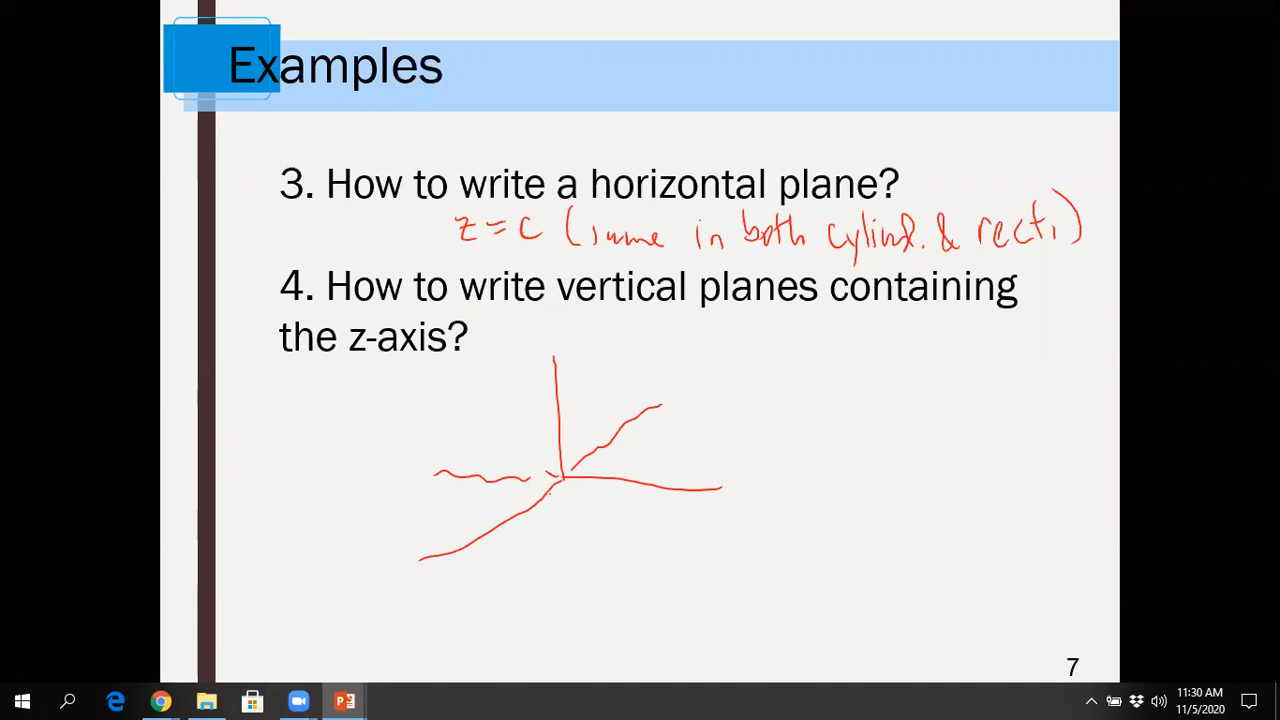 Examples
3. How to write a horizontal plane?
z = c (same in both cylind. & rect.)
4. How to write vertical planes containing
the z-axis?
7
11:30 AM
11/5/2020